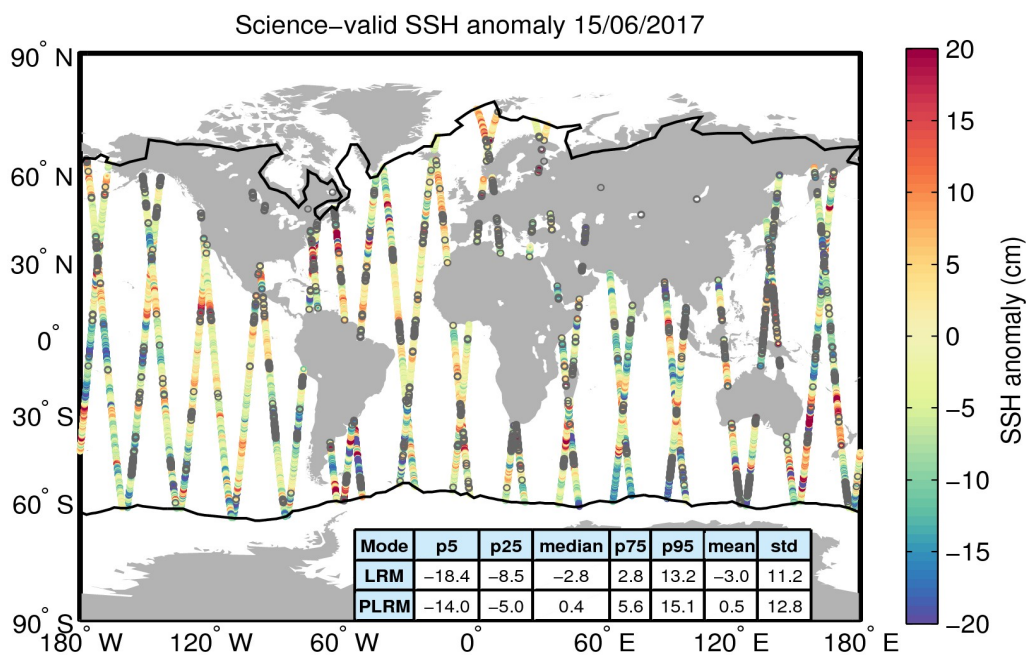 Science−valid SSH anomaly 15/06/2017
90° N
60° N
30° N
0°
30° S
60° S
90° S
180° W
120° W
60° W
0°
60° E
120° E
180° E
Mode p5 p25 median p75 p95 mean std
LRM −18.4 −8.5 −2.8 2.8 13.2 −3.0 11.2
PLRM −14.0 −5.0 0.4 5.6 15.1 0.5 12.8
20
15
10
5
0
−5
−10
−15
−20
SSH anomaly (cm)